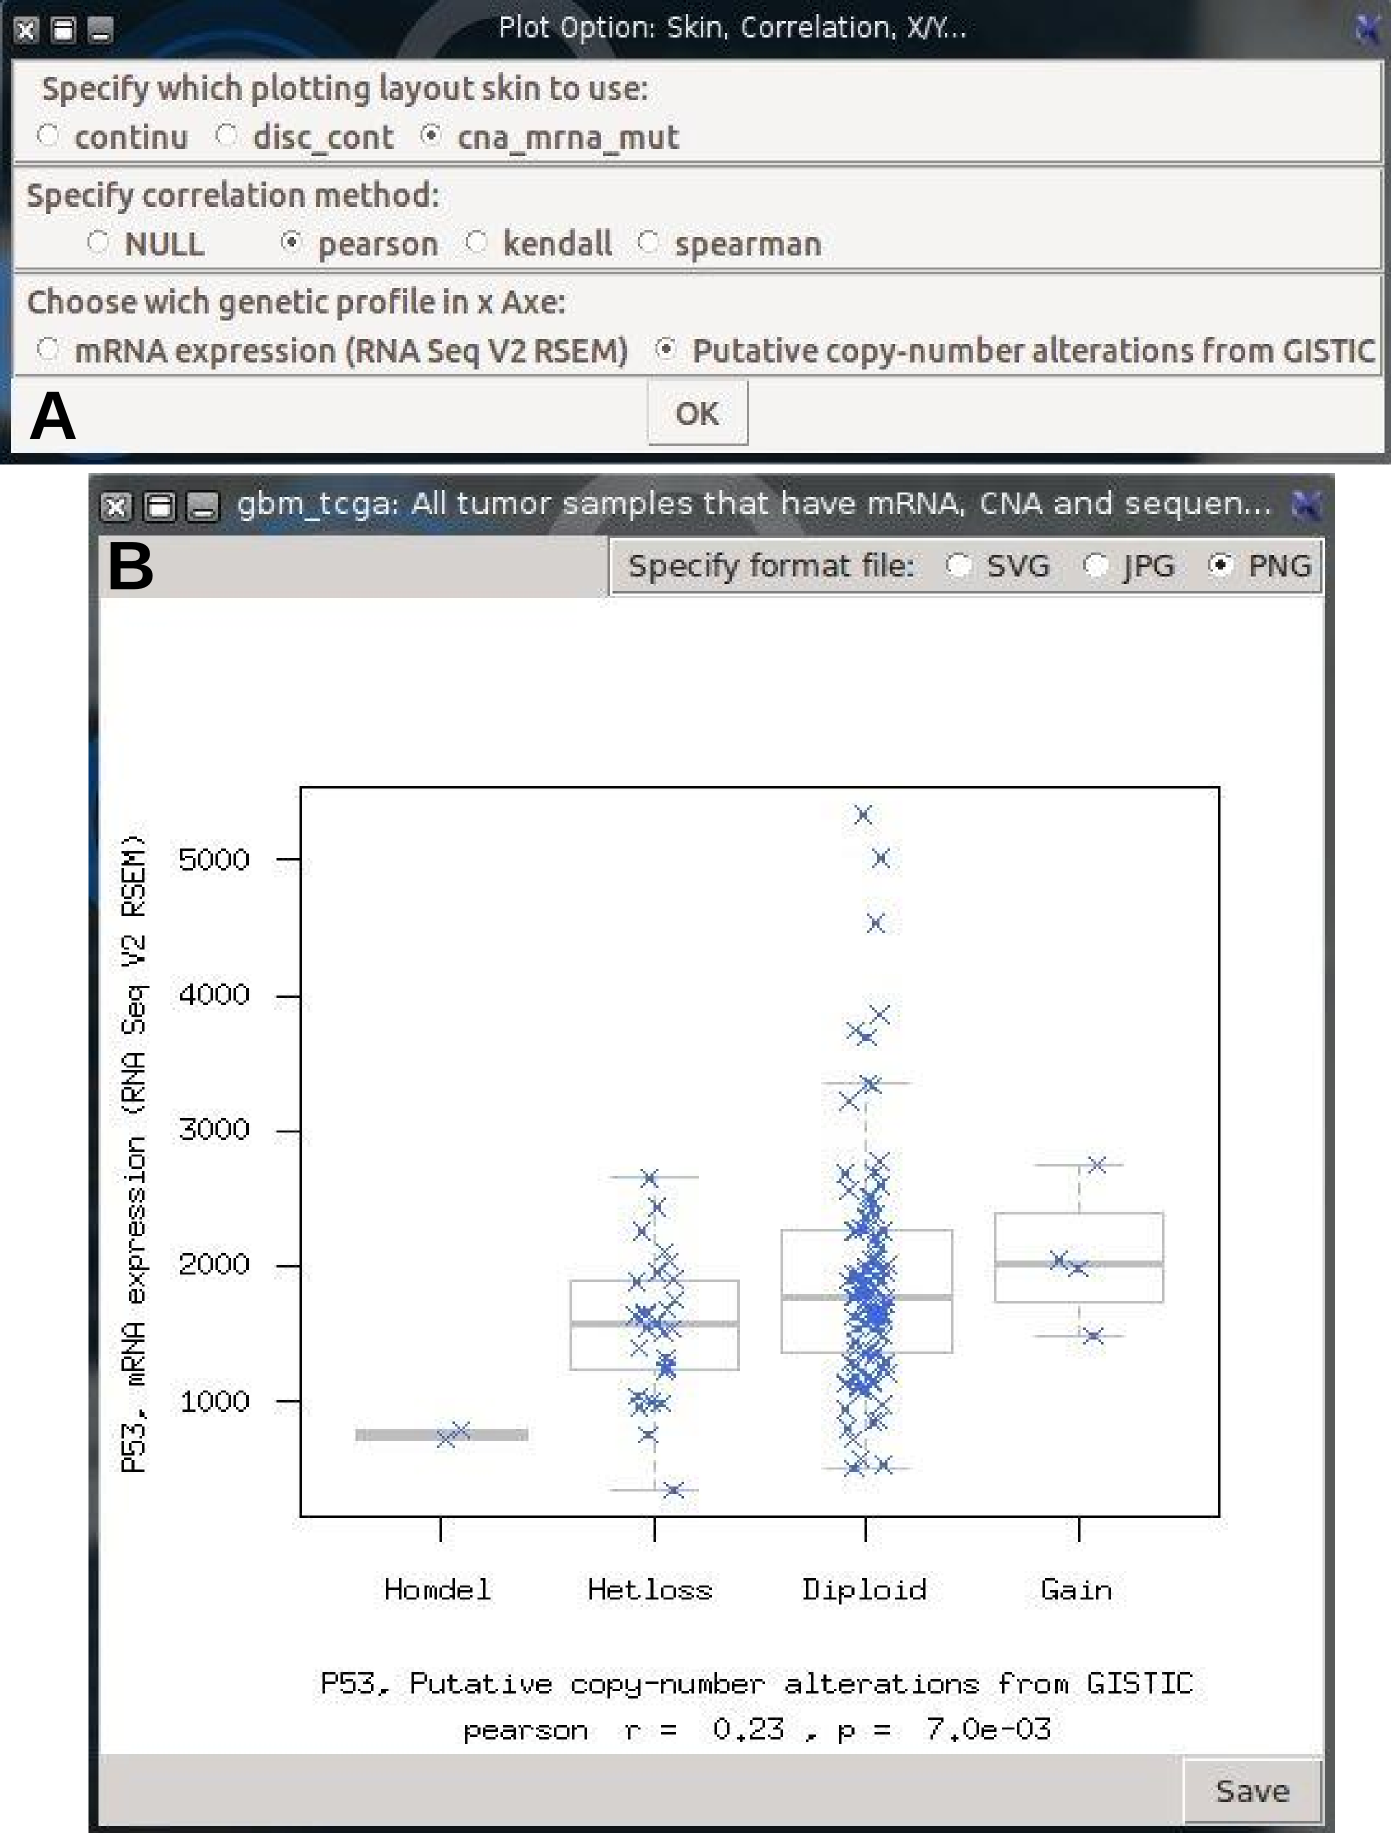 Plot Option: Skin, Correlation, X/Y...
Specify which plotting layout skin to use:
continu disc_cont cna_mrna_mut
Specify correlation method:
NULL pearson kendall spearman
Choose wich genetic profile in x Axe:
mRNA expression (RNA Seq V2 RSEM) Putative copy-number alterations from GISTIC
OK
A
gbm_tcga: All tumor samples that have mRNA, CNA and sequen...
B
Specify format file: SVG JPG PNG
P53, mRNA expression (RNA Seq V2 RSEM)
5000
4000
3000
2000
1000
Homdel Hetloss Diploid Gain
P53, Putative copy-number alterations from GISTIC
pearson r = 0.23 , p = 7.0e-03
Save